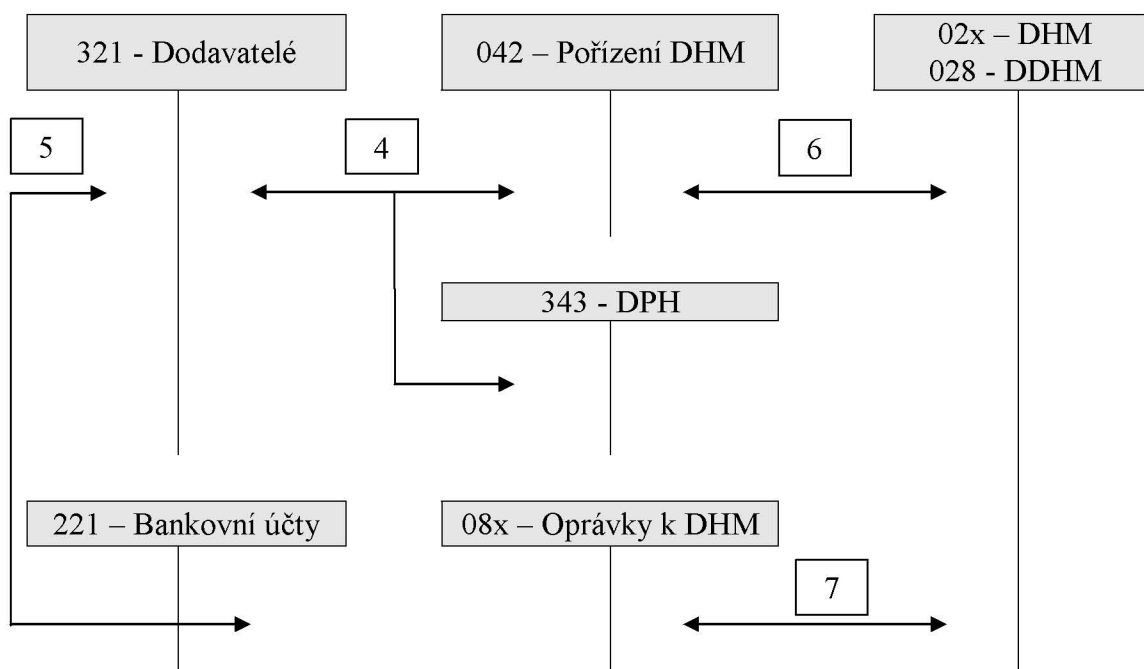 321 - Dodavatelé
042 – Pořízení DHM
02x – DHM
028 - DDHM
5
4
6
343 - DPH
221 – Bankovní účty
08x – Oprávky k DHM
7